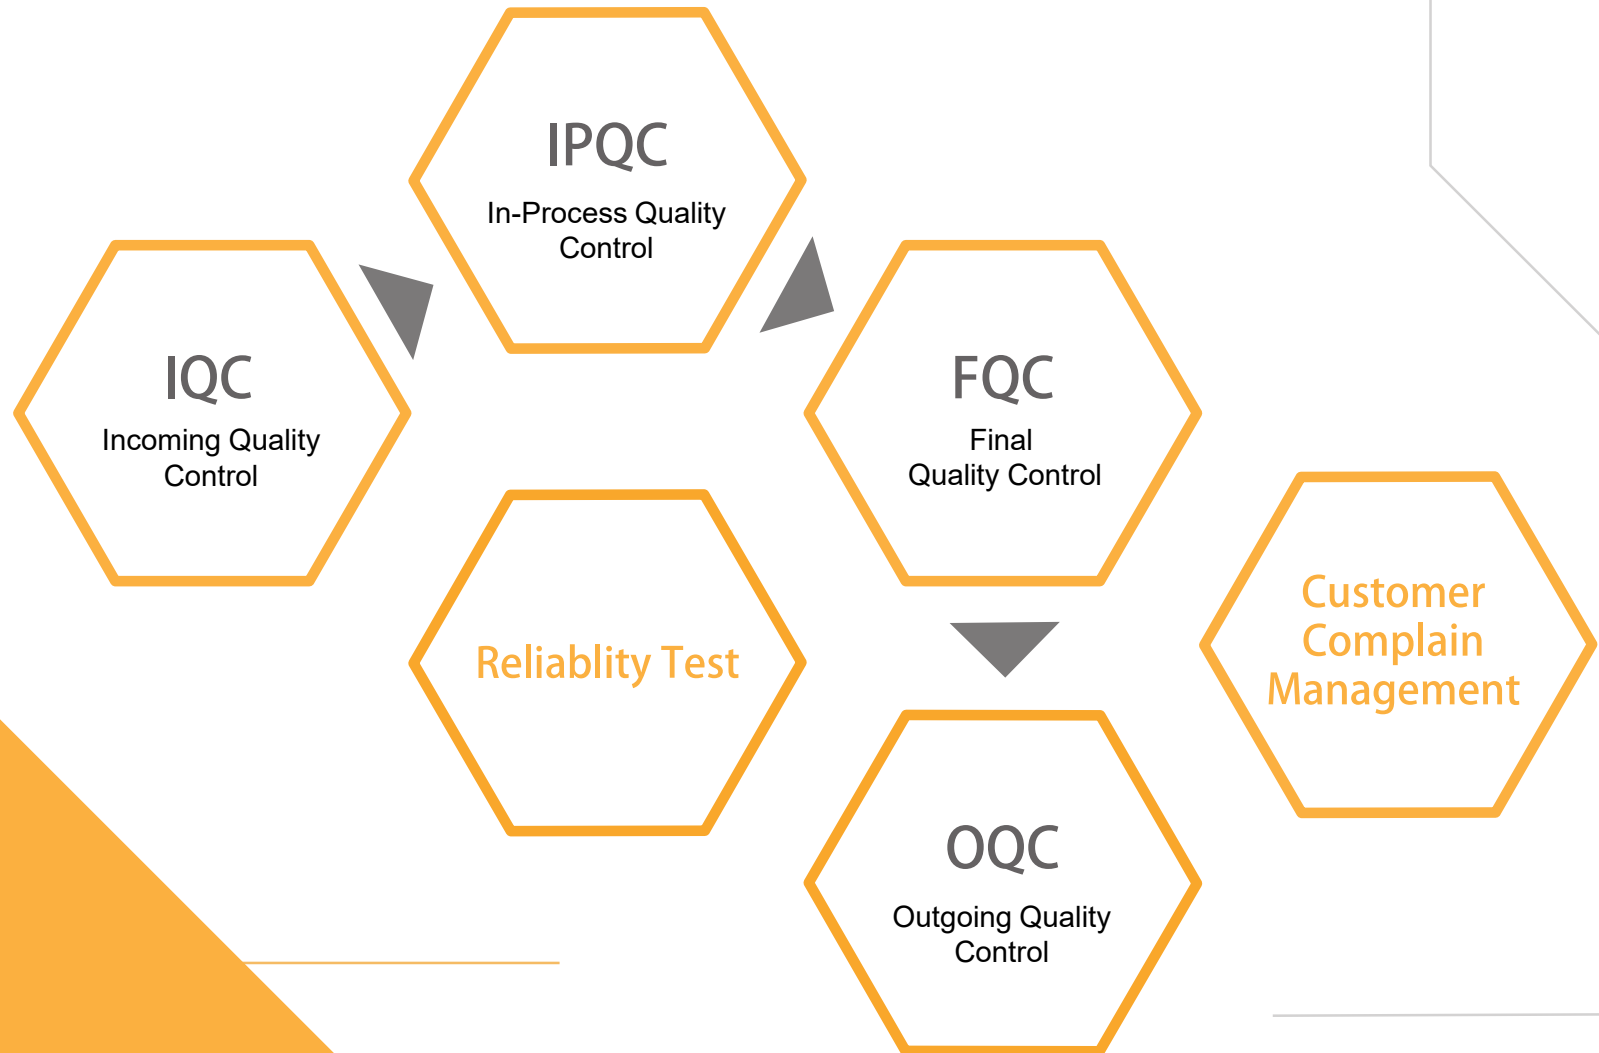 IPQC
In-Process Quality
Control
IQC
Incoming Quality
Control
FQC
Final
Quality Control
Reliablity Test
Customer
Complain
Management
OQC
Outgoing Quality
Control